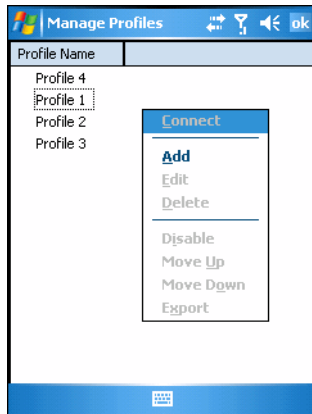 Manage Profiles ok
Profile Name
Profile 4
Profile 1
Profile 2
Profile 3
Connect
Add
Edit
Delete
Disable
Move Up
Move Down
Export